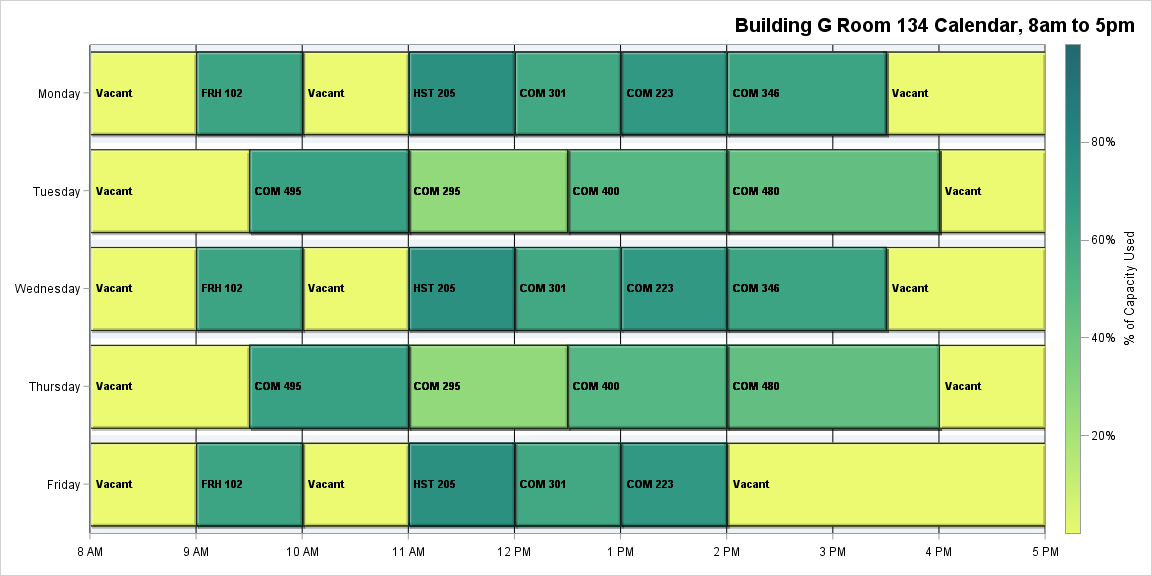 Building G Room 134 Calendar, 8am to 5pm
Monday
Vacant
FRH 102
Vacant
HST 205
COM 301
COM 223
COM 346
Vacant
Tuesday
Vacant
COM 495
COM 295
COM 400
COM 480
Vacant
Wednesday
Vacant
FRH 102
Vacant
HST 205
COM 301
COM 223
COM 346
Vacant
Thursday
Vacant
COM 495
COM 295
COM 400
COM 480
Vacant
Friday
Vacant
FRH 102
Vacant
HST 205
COM 301
COM 223
Vacant
8 AM
9 AM
10 AM
11 AM
12 PM
1 PM
2 PM
3 PM
4 PM
5 PM
80%
60%
40%
20%
% of Capacity Used